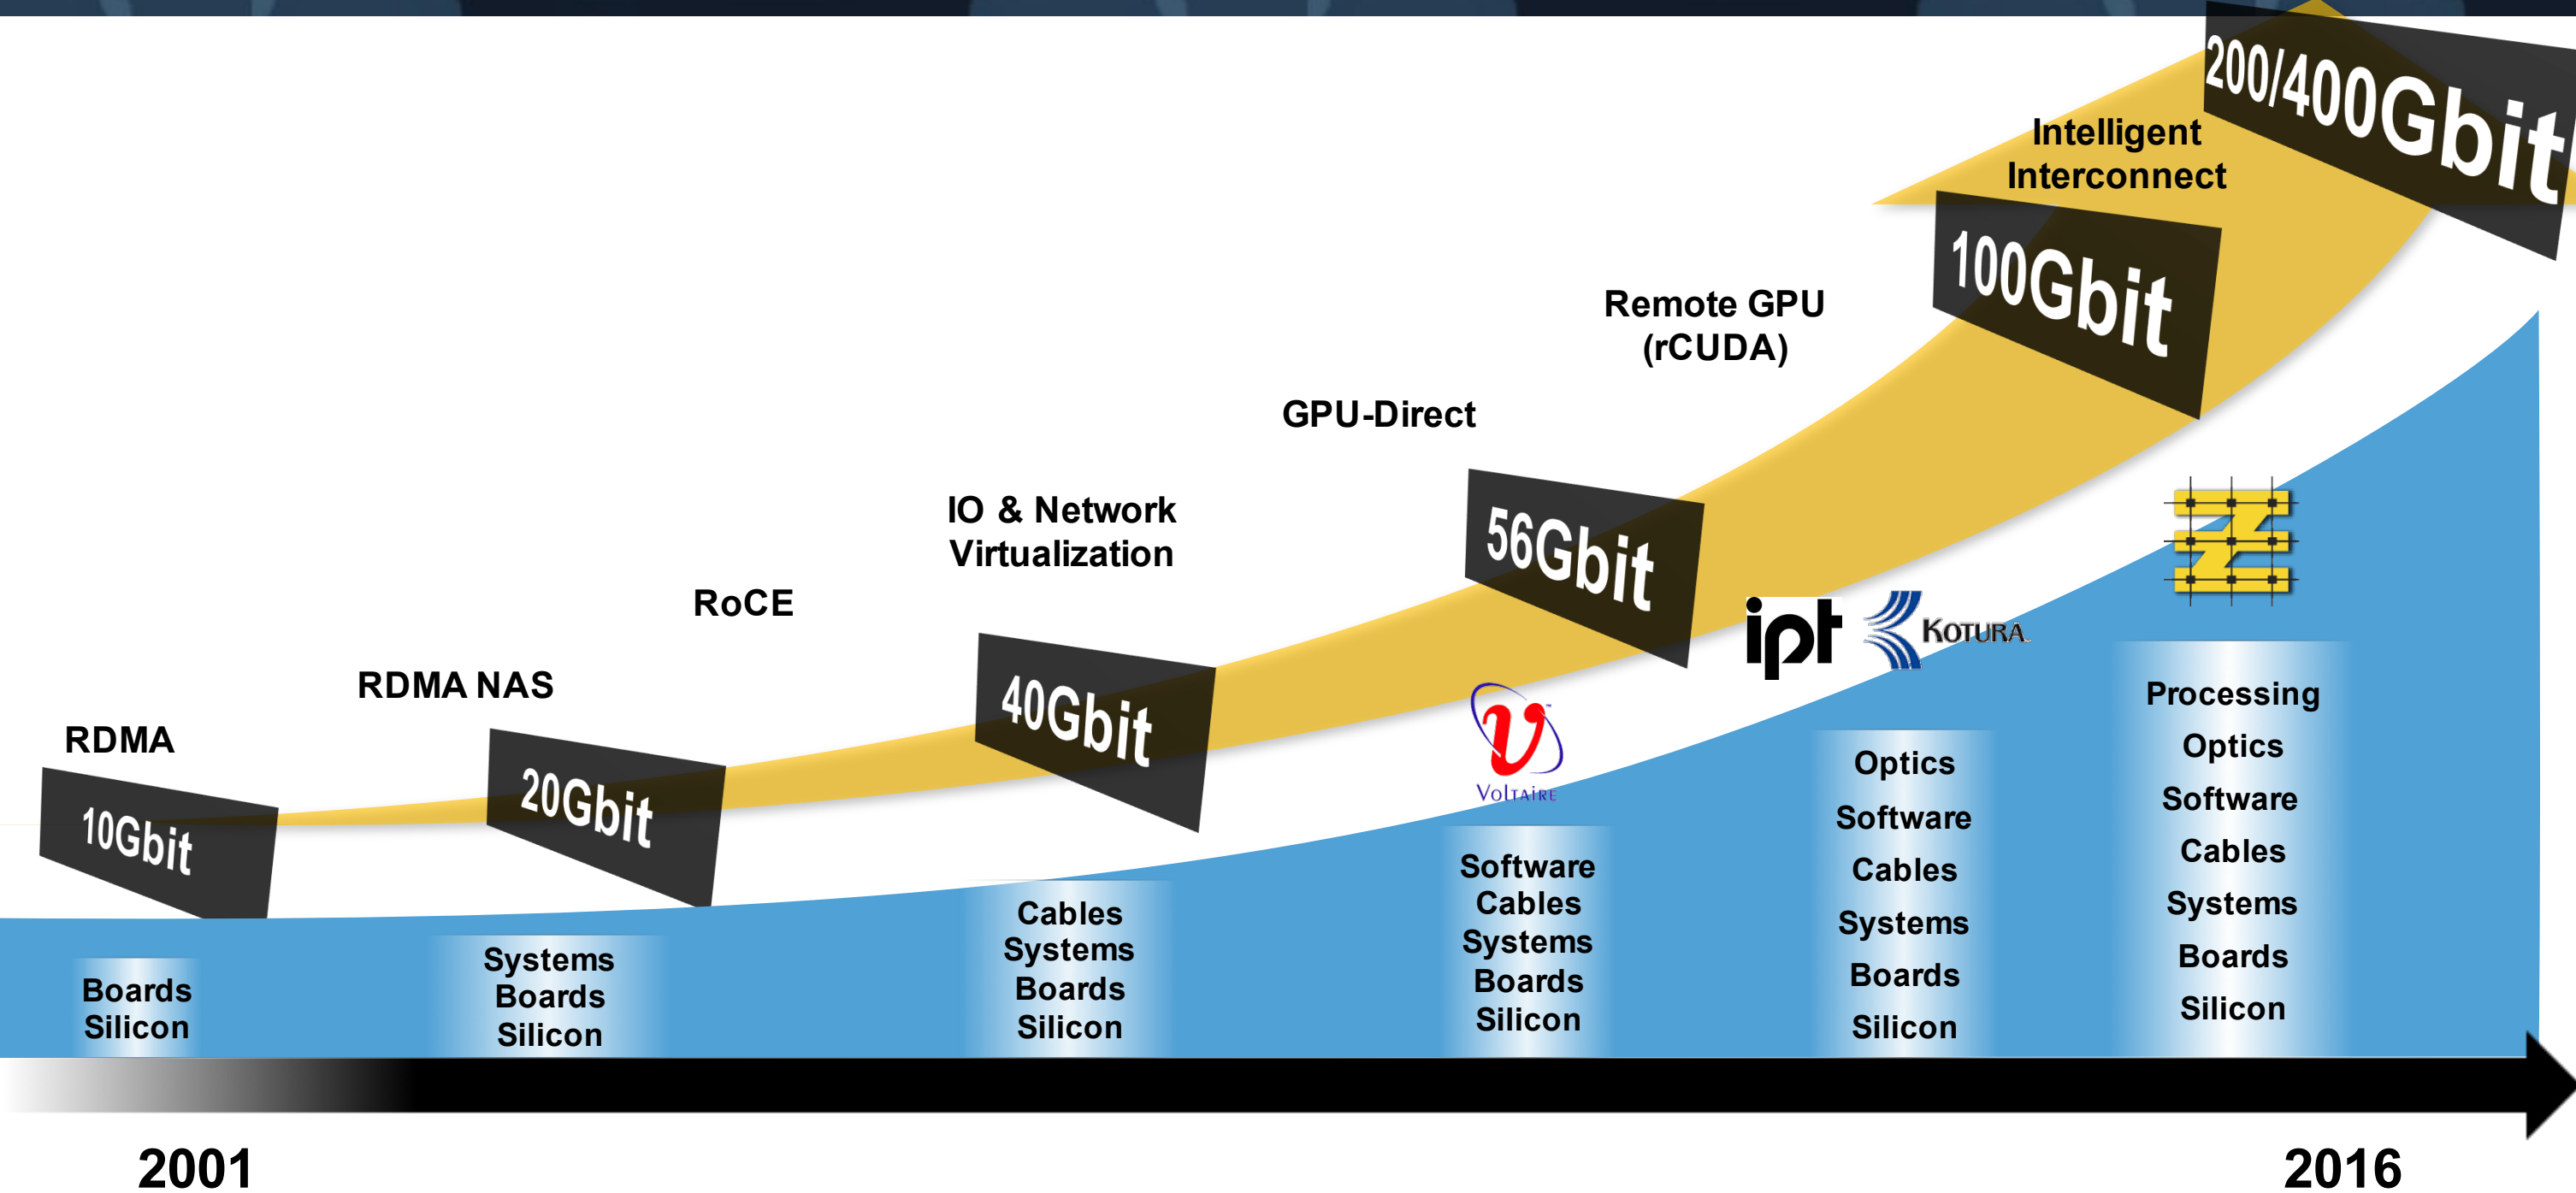 200/400Gbit
Intelligent
Interconnect
100Gbit
Remote GPU
(rCUDA)
GPU-Direct
56Gbit
IO & Network
Virtualization
RoCE
40Gbit
RDMA NAS
20Gbit
RDMA
10Gbit
ipt
KOTURA
VOLTAIRE
Boards
Silicon
Systems
Boards
Silicon
Cables
Systems
Boards
Silicon
Software
Cables
Systems
Boards
Silicon
Optics
Software
Cables
Systems
Boards
Silicon
Processing
Optics
Software
Cables
Systems
Boards
Silicon
2001
2016